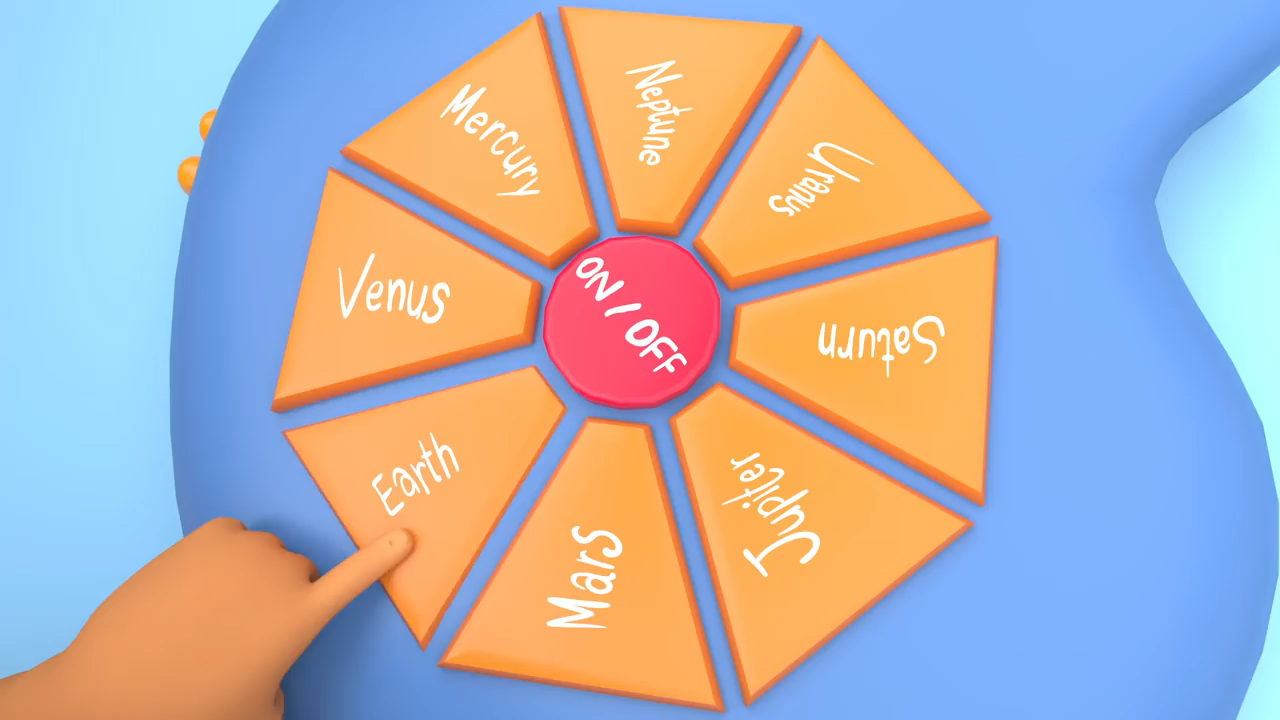 Neptune
Uranus
Saturn
Jupiter
Mars
Earth
Venus
Mercury
ON / OFF